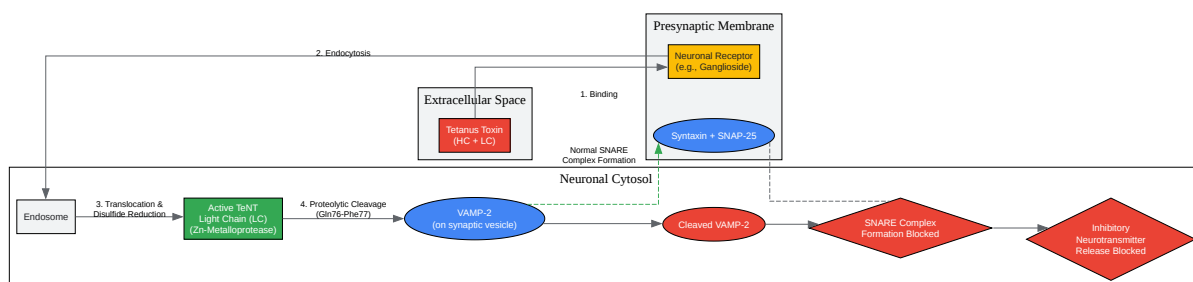 Presynaptic Membrane
Neuronal Receptor
(e.g., Ganglioside)
2. Endocytosis
1. Binding
Extracellular Space
Tetanus Toxin
(HC + LC)
Syntaxin + SNAP-25
Normal SNARE
Complex Formation
Neuronal Cytosol
Endosome
3. Translocation &
Disulfide Reduction
Active TeNT
Light Chain (LC)
(Zn-Metalloprotease)
4. Proteolytic Cleavage
(Gln76-Phe77)
VAMP-2
(on synaptic vesicle)
Cleaved VAMP-2
SNARE Complex
Formation Blocked
Inhibitory
Neurotransmitter
Release Blocked